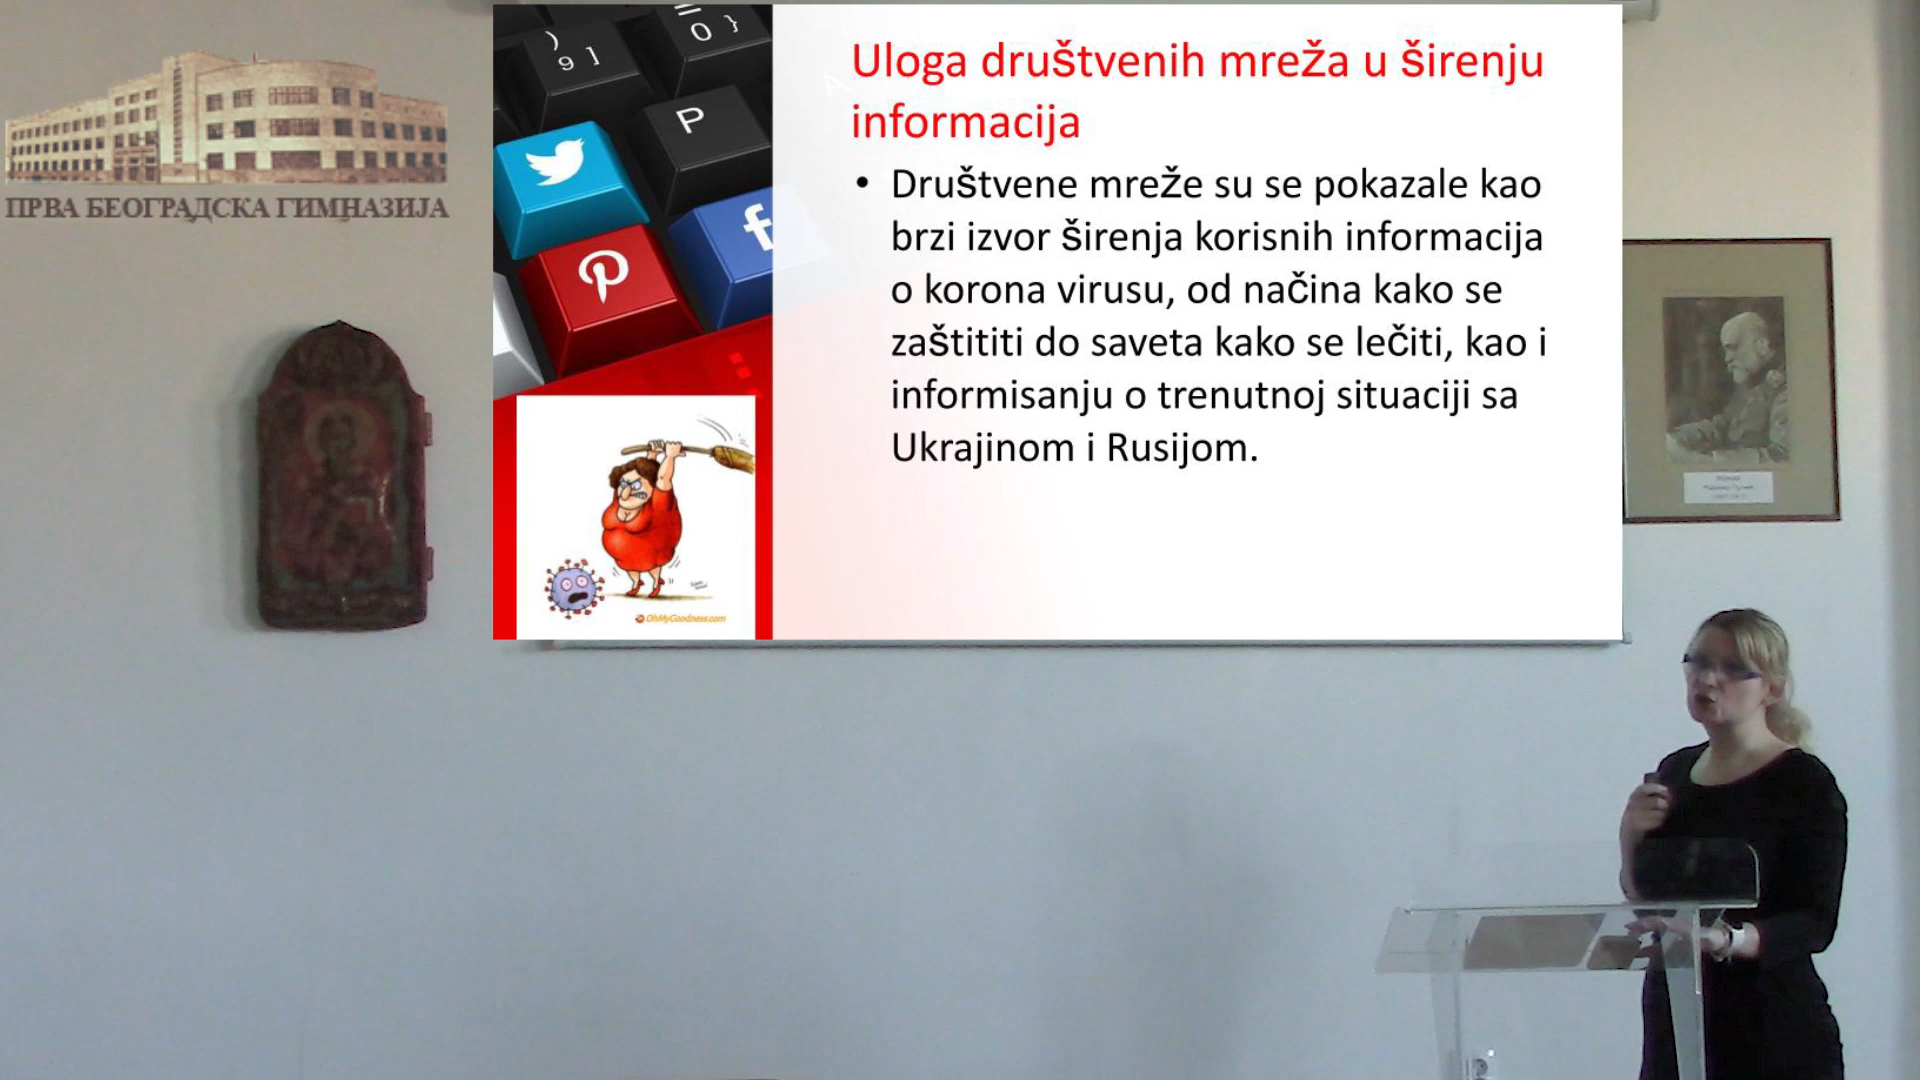 ПРВА БЕОГРАДСКА ГИМНАЗИЈА
) 9 ]
= 0 }
P
f
Uloga društvenih mreža u širenju
informacija
• Društvene mreže su se pokazale kao
brzi izvor širenja korisnih informacija
o korona virusu, od načina kako se
zaštititi do saveta kako se lečiti, kao i
informisanju o trenutnoj situaciji sa
Ukrajinom i Rusijom.
OhMyGoodness.com